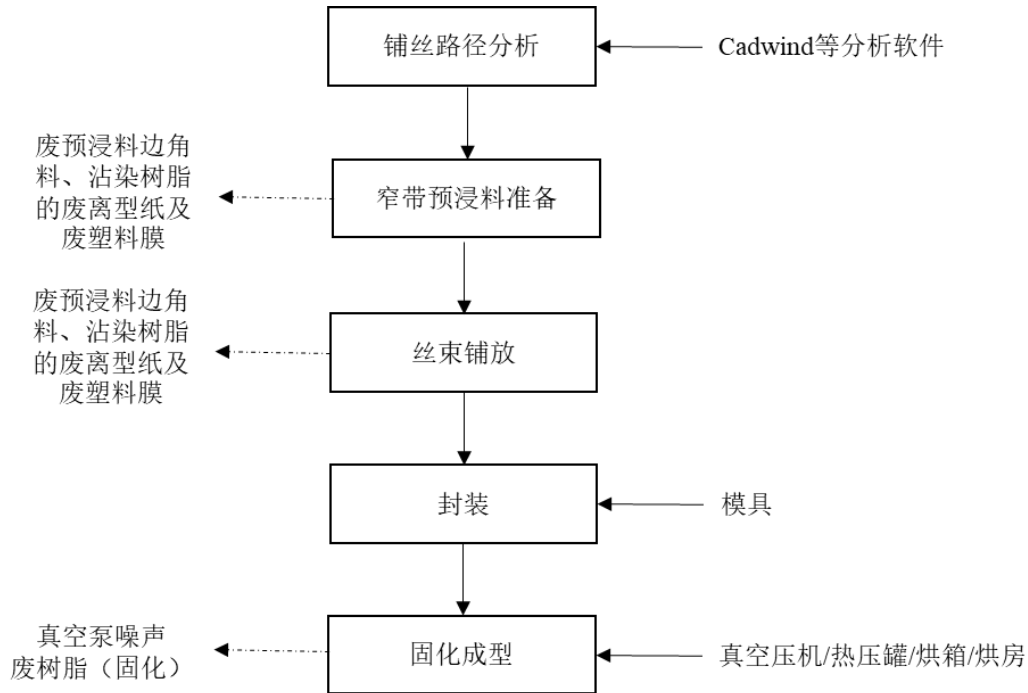 铺丝路径分析
Cadwind等分析软件
废预浸料边角
料、沾染树脂
的废离型纸及
废塑料膜
窄带预浸料准备
废预浸料边角
料、沾染树脂
的废离型纸及
废塑料膜
丝束铺放
封装
模具
真空泵噪声
废树脂（固化）
固化成型
真空压机/热压罐/烘箱/烘房